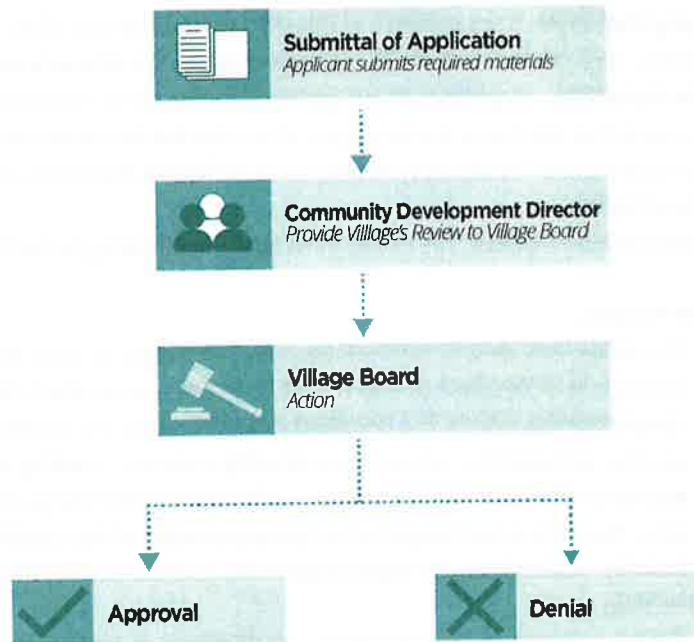 Submittal of Application
Applicant submits required materials
Community Development Director
Provide Villlage's Review to Village Board
Village Board
Action
Approval
Denial